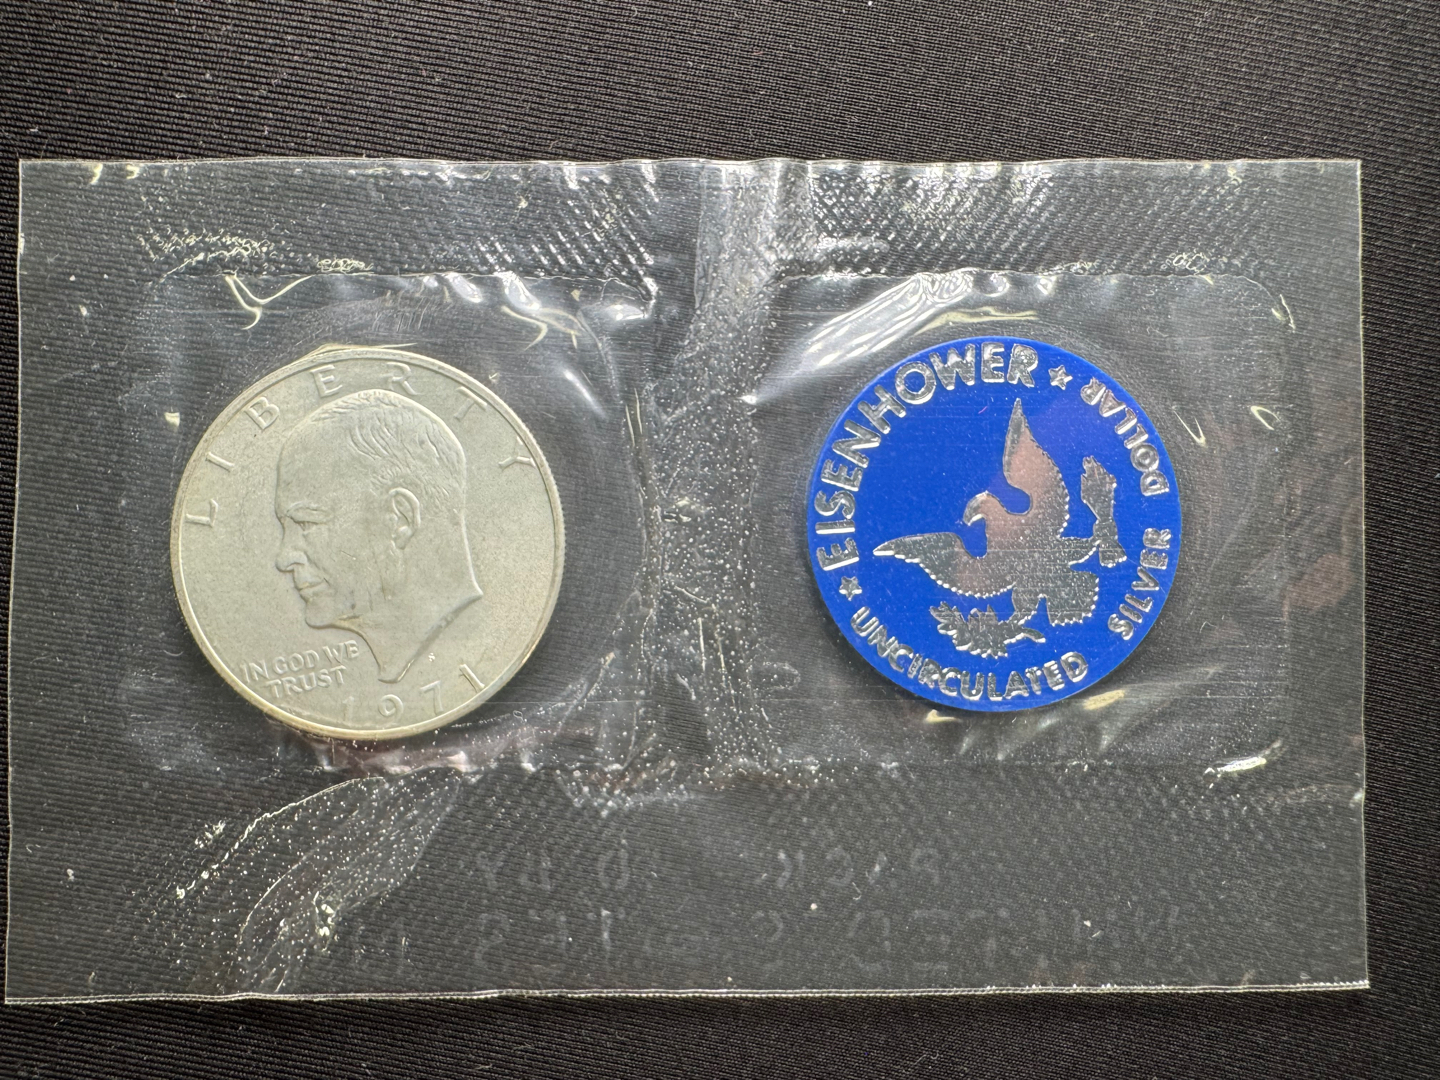 LIBERTY
IN GOD WE
TRUST
S
1971
EISENHOWER
UNCIRCULATED
SILVER DOLLAR